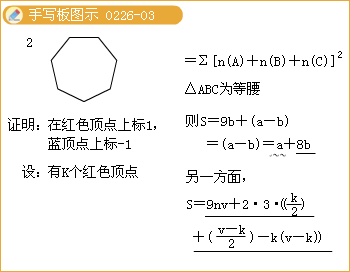 手写板图示 0226-03
2
证明：在红色顶点上标1，
蓝顶点上标-1
设：有K个红色顶点
＝Σ[n(A)＋n(B)＋n(C)]²
△ABC为等腰
则S＝9b＋(a－b)
＝(a－b)＝a＋8b
另一方面，
S＝9nv＋2·3·((k/2)
＋(v－k/2)－k(v－k))